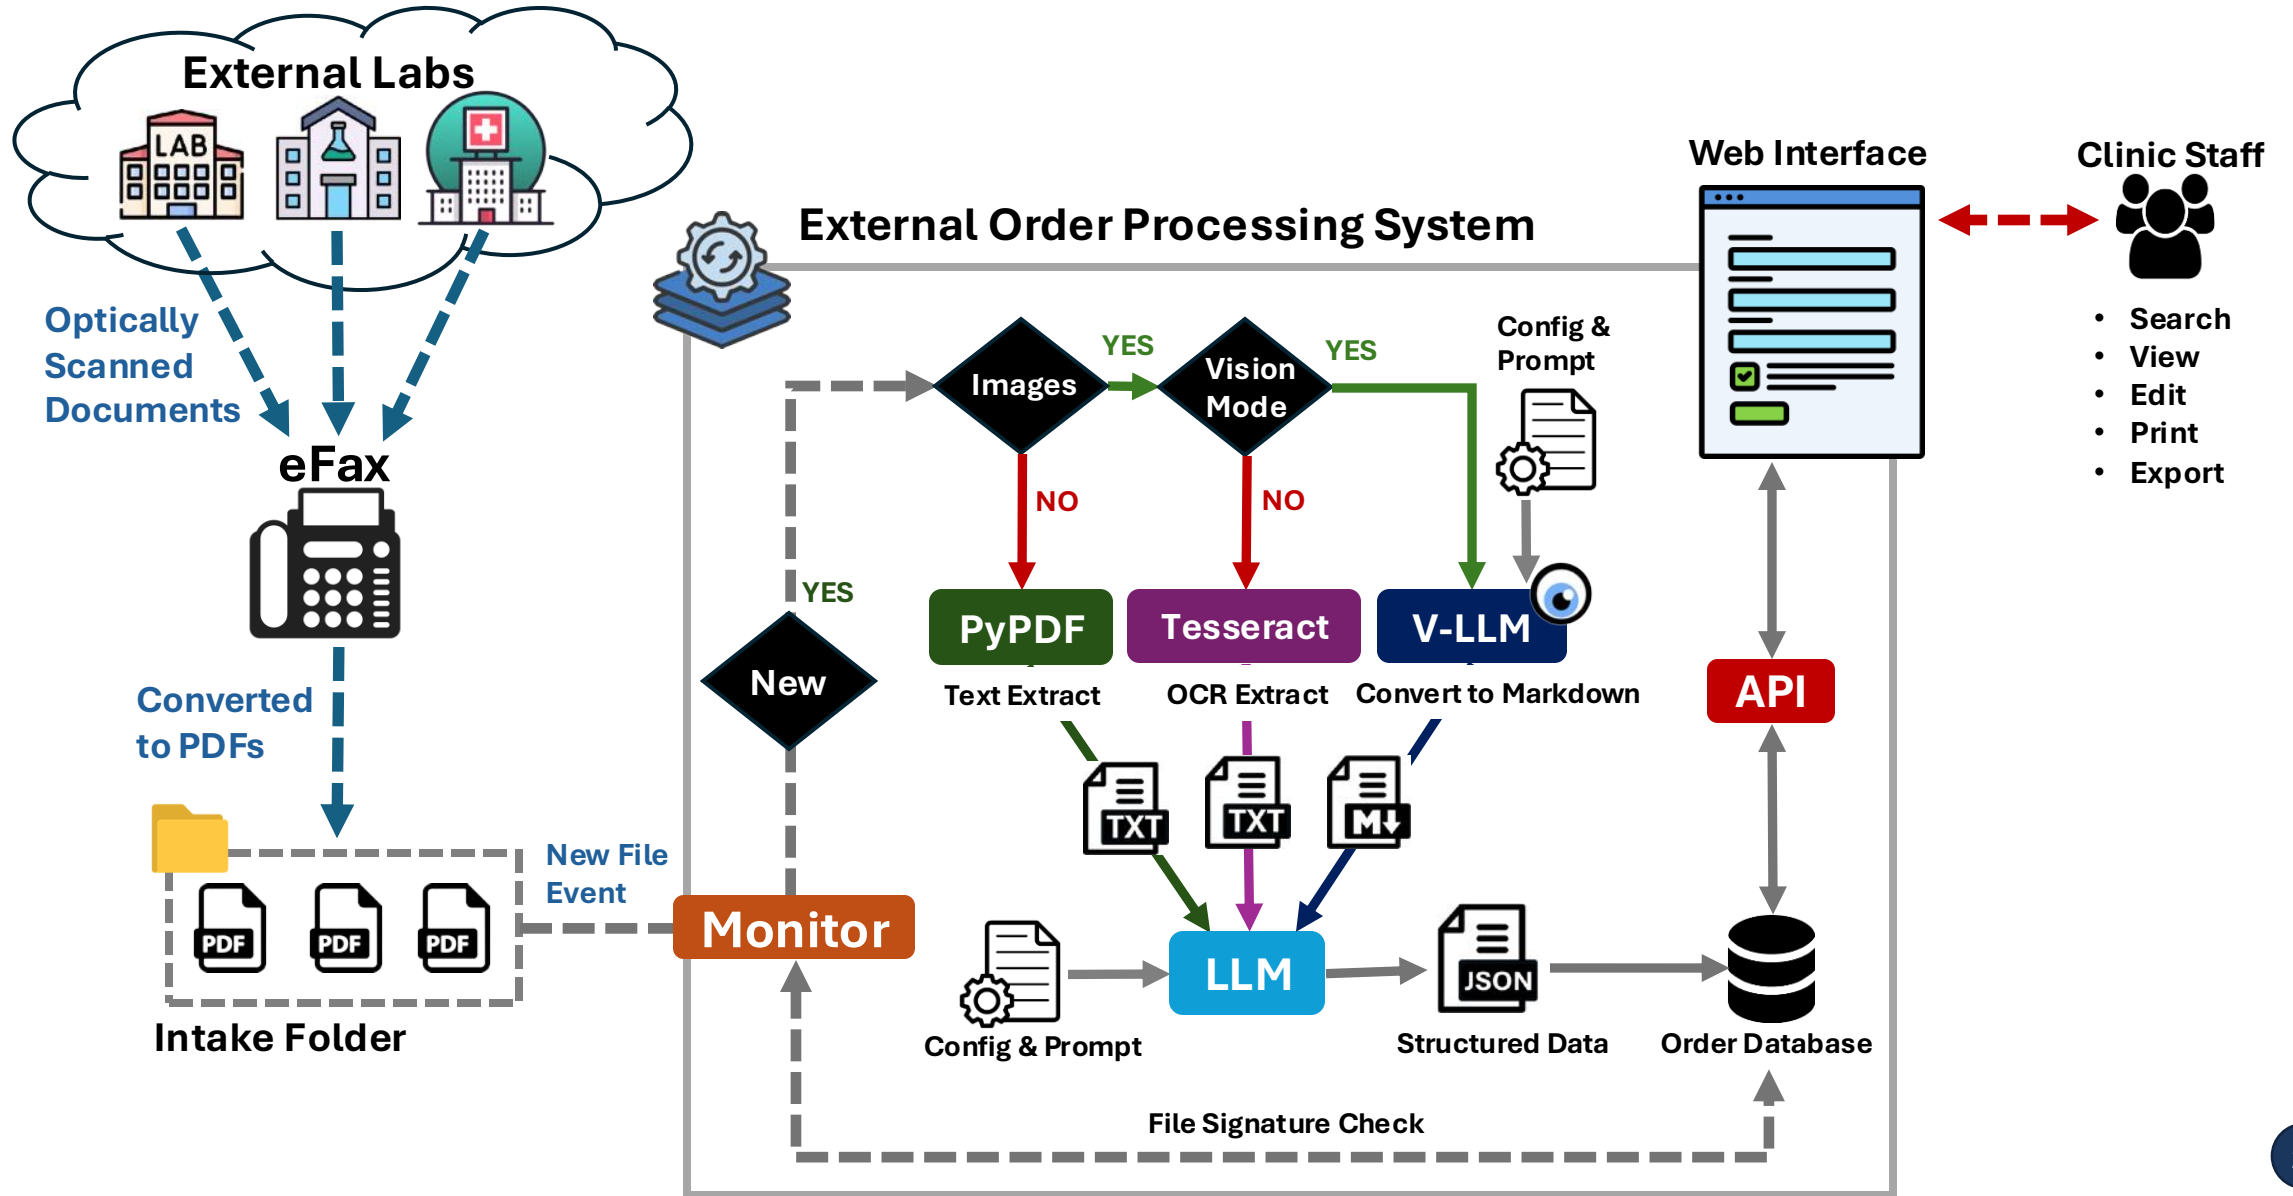 External Labs
LAB
Optically
Scanned
Documents
eFax
Converted
to PDFs
PDF
PDF
PDF
Intake Folder
New File
Event
External Order Processing System
Monitor
New
YES
Images
YES
NO
Vision
Mode
YES
NO
Config &
Prompt
PyPDF
Tesseract
V-LLM
Text Extract
OCR Extract
Convert to Markdown
TXT
TXT
M
Config & Prompt
LLM
JSON
Structured Data
Order Database
File Signature Check
API
Web Interface
Clinic Staff
• Search
• View
• Edit
• Print
• Export